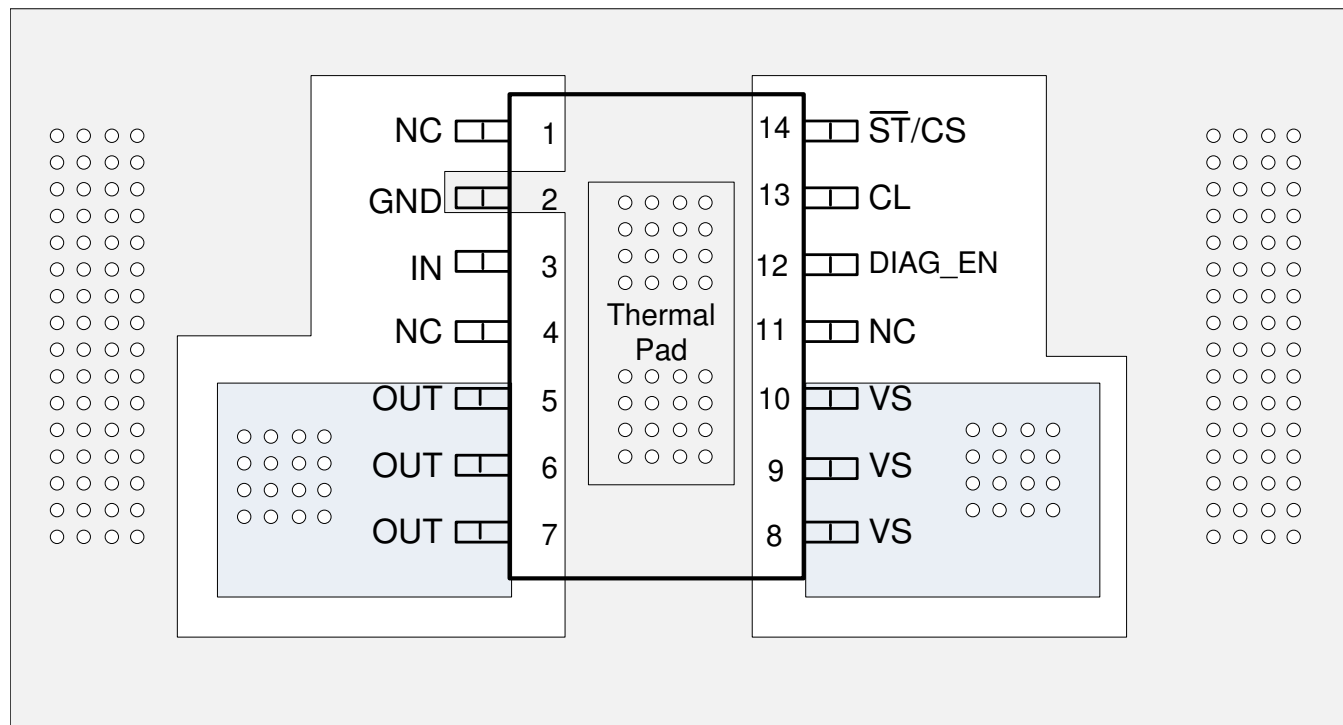 NC 1 14 S̅T̅/CS
GND 2 13 CL
IN 3 12 DIAG_EN
Thermal
Pad
NC 4 11 NC
OUT 5 10 VS
OUT 6 9 VS
OUT 7 8 VS